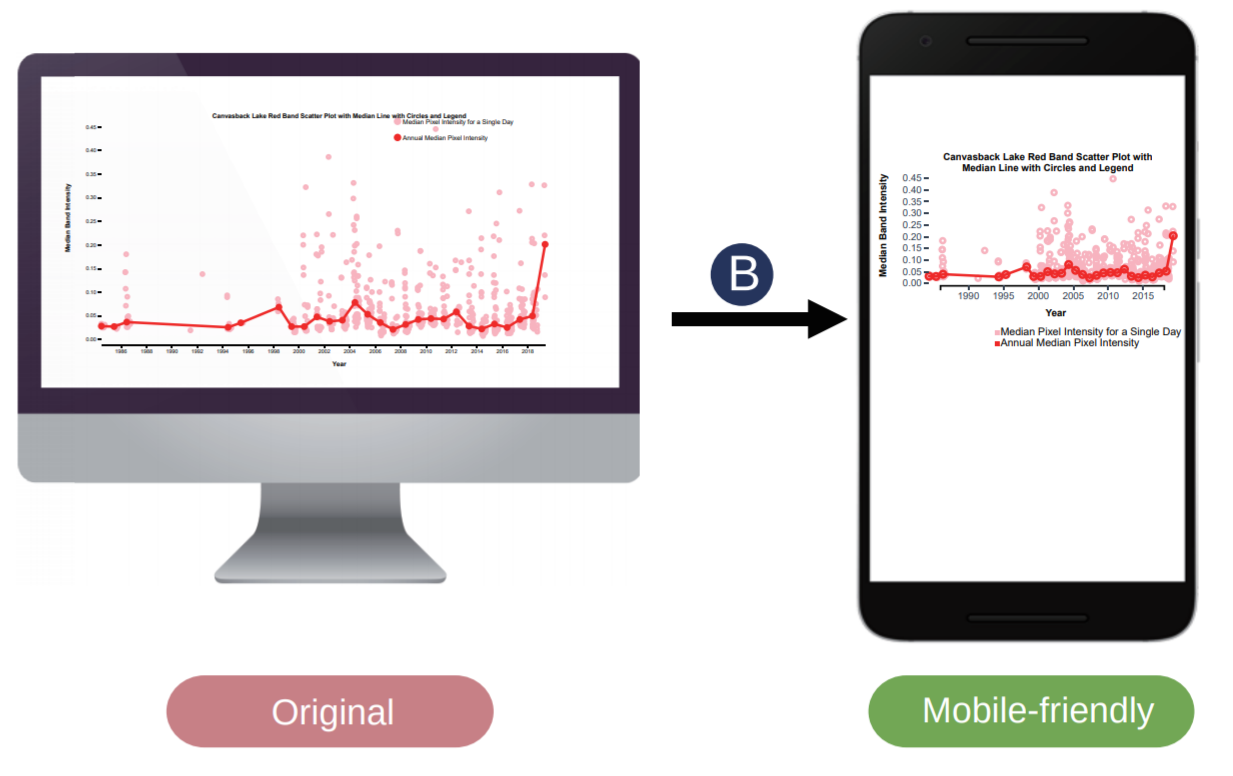 Canvasback Lake Red Band Scatter Plot with Median Line with Circles and Legend
Median Pixel Intensity for a Single Day
Annual Median Pixel Intensity
Median Band Intensity
0.45
0.40
0.35
0.30
0.25
0.20
0.15
0.10
0.05
0.00
1986 1988 1990 1992 1994 1996 1998 2000 2002 2004 2006 2008 2010 2012 2014 2016 2018
Year
B
Canvasback Lake Red Band Scatter Plot with
Median Line with Circles and Legend
Median Band Intensity
0.45
0.40
0.35
0.30
0.25
0.20
0.15
0.10
0.05
0.00
1990 1995 2000 2005 2010 2015
Year
Median Pixel Intensity for a Single Day
Annual Median Pixel Intensity
Original
Mobile-friendly